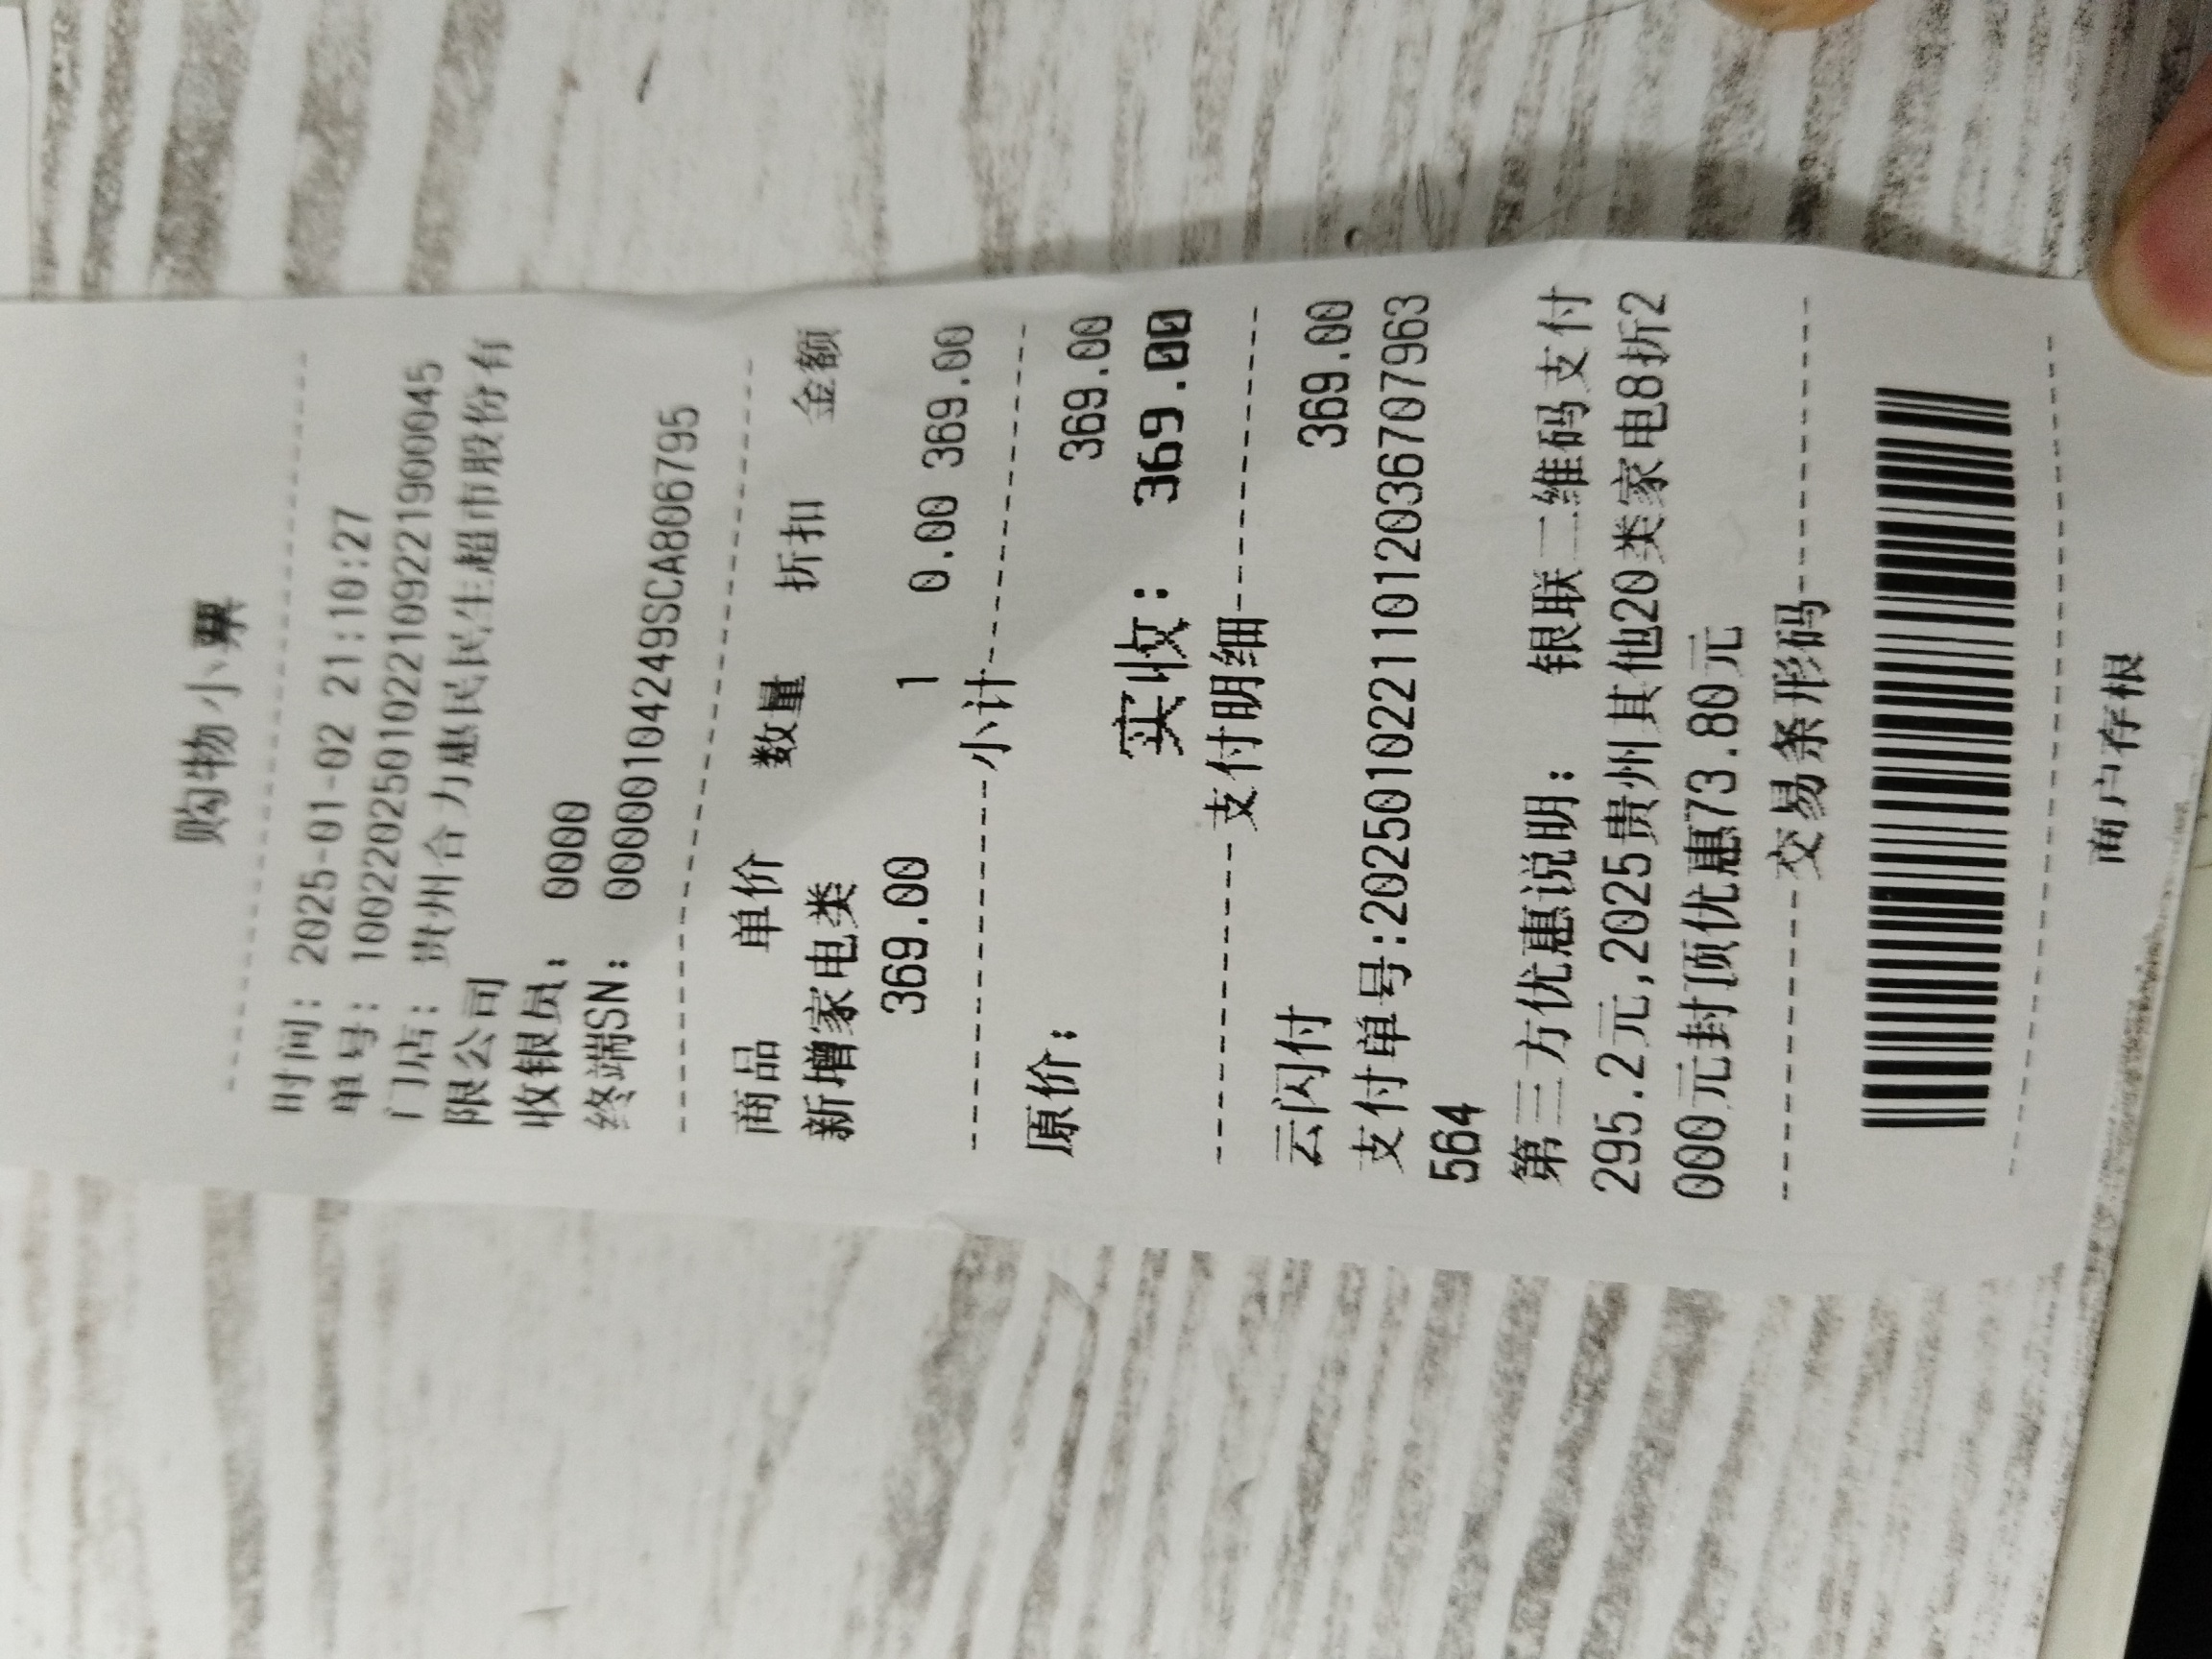 购物小票
时间: 2025-01-02 21:10:27
单号: 10022025010221092219000045
门店: 贵州合力惠民民生超市股份有
限公司
收银员: 0000
终端SN: 00000104249SCA806795
商品 单价 数量 折扣 金额
新增家电类
369.00 1 0.00 369.00
小计
原价: 369.00
实收: 369.00
支付明细
云闪付 369.00
支付单号:20250102211012036707963
564
第三方优惠说明: 银联二维码支付
295.2元,2025贵州其他20类家电8折2
000元封顶优惠73.80元
交易条形码
商户存根